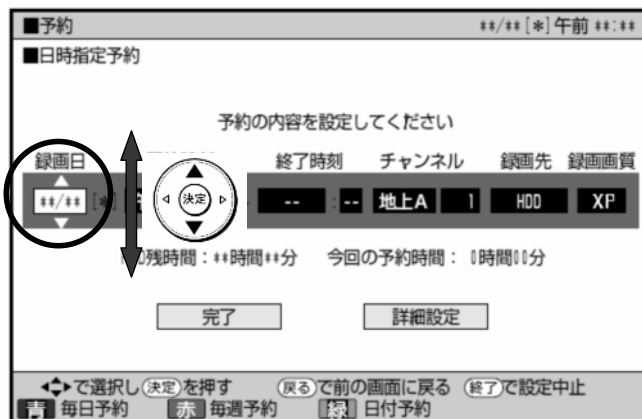 ■予約 **/**[*]午前 **:**
■日時指定予約
予約の内容を設定してください
録画日 終了時刻 チャンネル 録画先 録画画質
**/** [*] 決定 -- : -- 地上A 1 HDD XP
残時間:**時間**分 今回の予約時間: 0時間00分
完了 詳細設定
で選択し 決定 を押す 戻る で前の画面に戻る 終了 で設定中止
青 毎日予約 赤 毎週予約 緑 日付予約